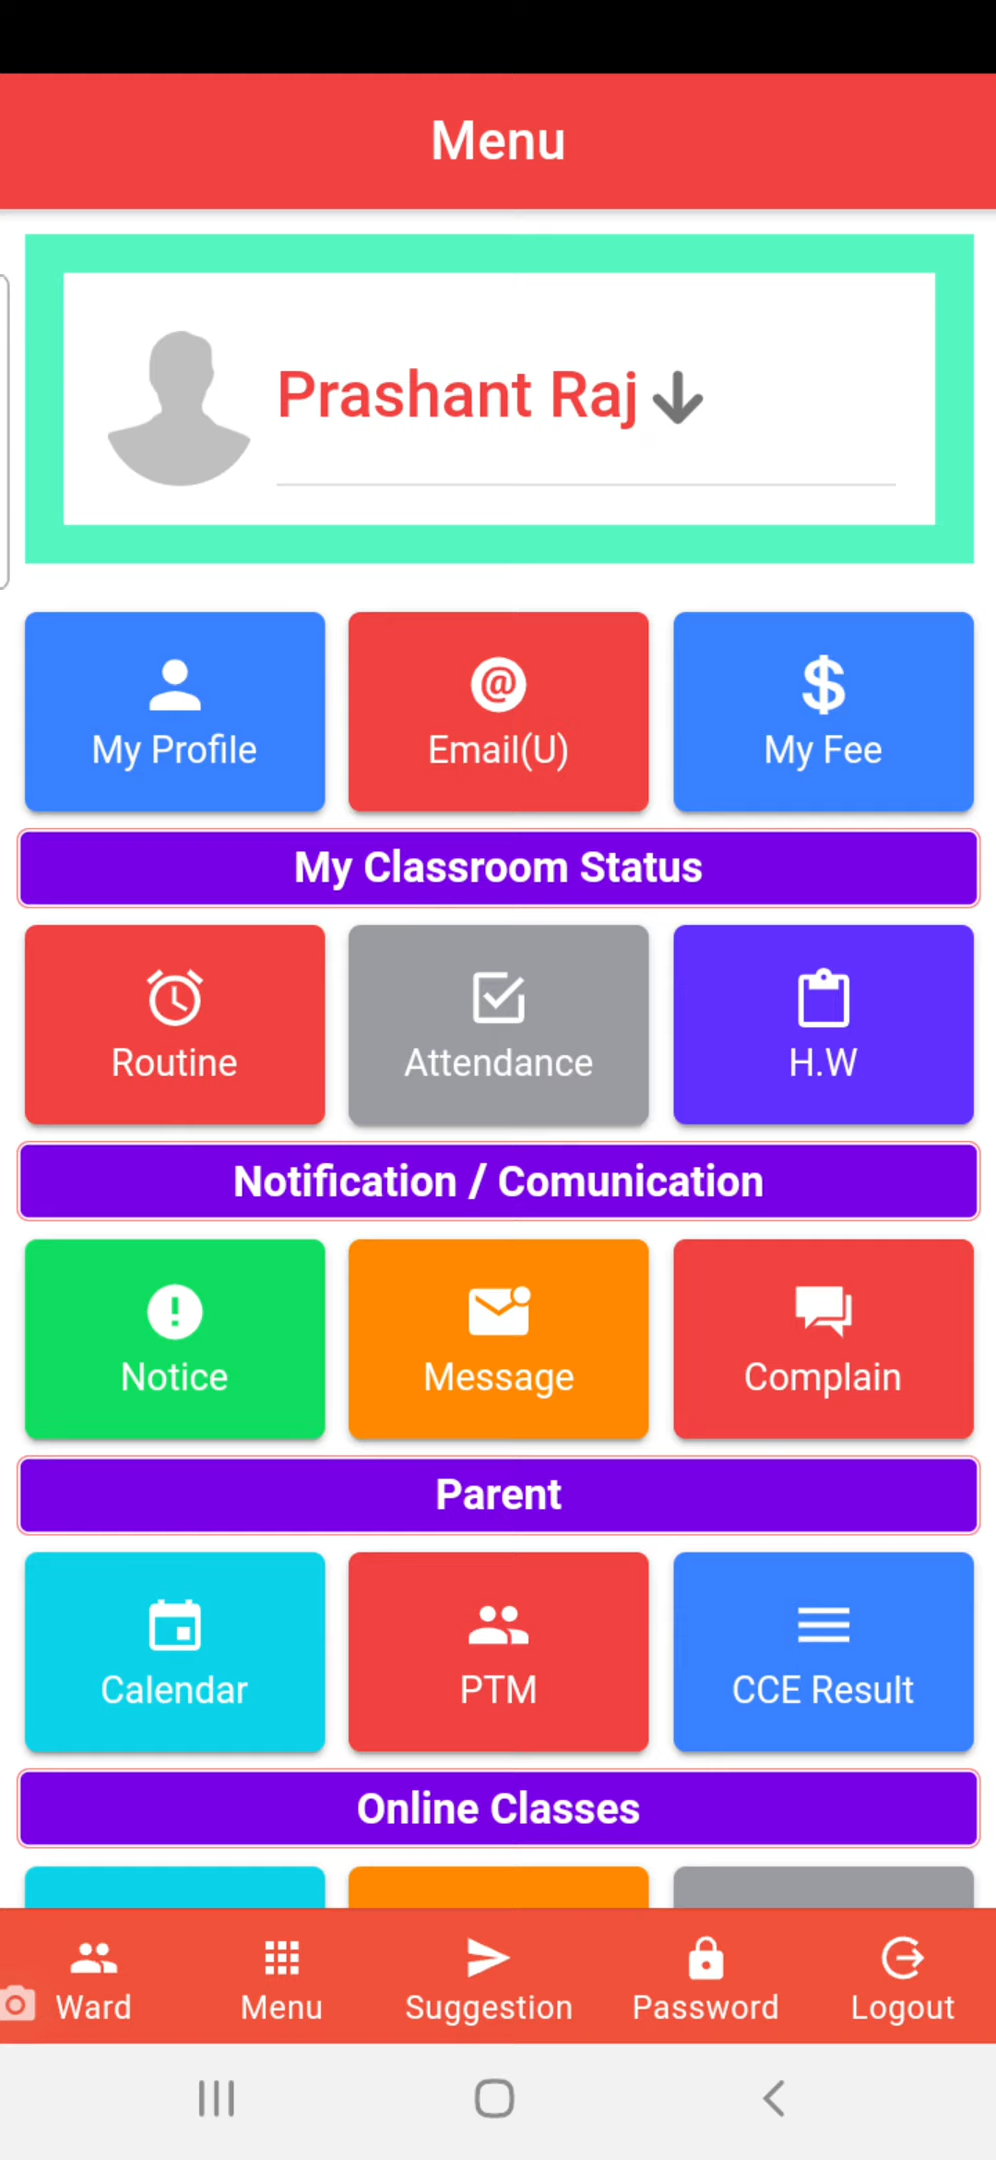 Menu
Prashant Raj
My Profile
Email(U)
My Fee
My Classroom Status
Routine
Attendance
H.W
Notification / Comunication
Notice
Message
Complain
Parent
Calendar
PTM
CCE Result
Online Classes
Ward
Menu
Suggestion
Password
Logout